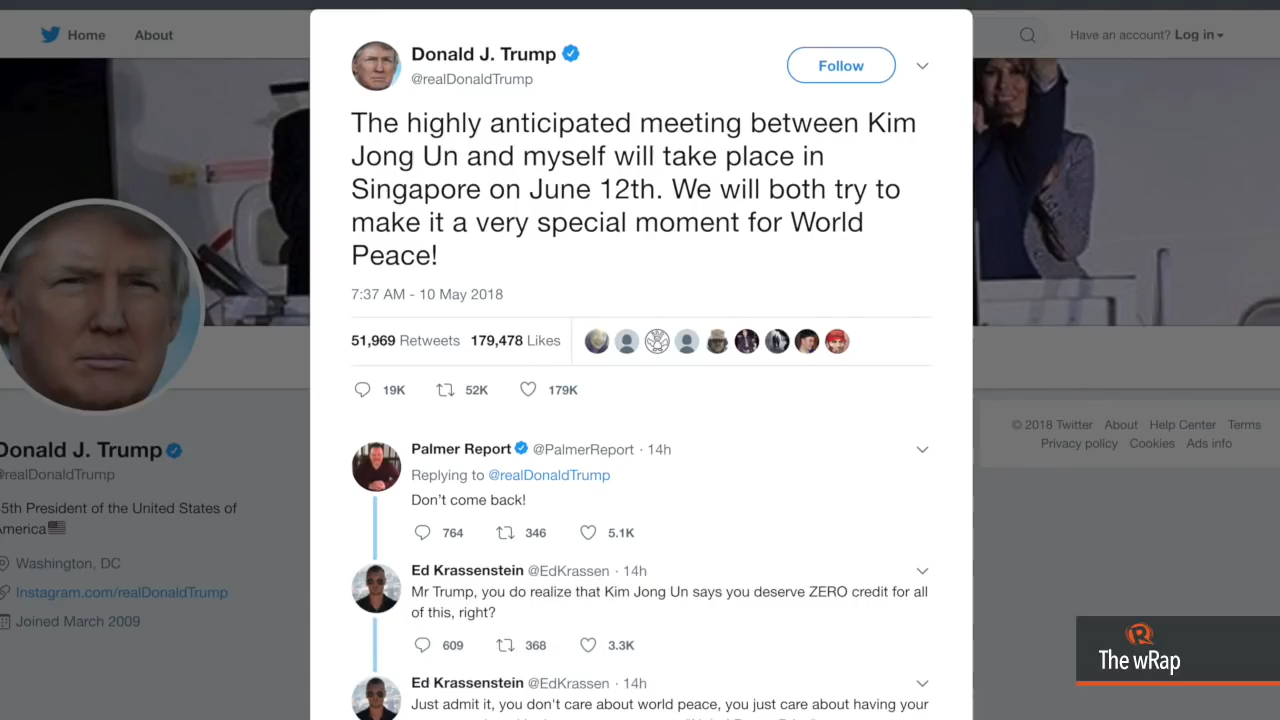 Home About
Have an account? Log in
Donald J. Trump
@realDonaldTrump
Follow
The highly anticipated meeting between Kim
Jong Un and myself will take place in
Singapore on June 12th. We will both try to
make it a very special moment for World
Peace!
7:37 AM - 10 May 2018
51,969 Retweets 179,478 Likes
19K 52K 179K
Palmer Report @PalmerReport · 14h
Replying to @realDonaldTrump
Don't come back!
764 346 5.1K
Ed Krassenstein @EdKrassen · 14h
Mr Trump, you do realize that Kim Jong Un says you deserve ZERO credit for all
of this, right?
609 368 3.3K
Ed Krassenstein @EdKrassen · 14h
Just admit it, you don't care about world peace, you just care about having your
Donald J. Trump
@realDonaldTrump
5th President of the United States of
America
Washington, DC
Instagram.com/realDonaldTrump
Joined March 2009
© 2018 Twitter About Help Center Terms
Privacy policy Cookies Ads info
The wRap